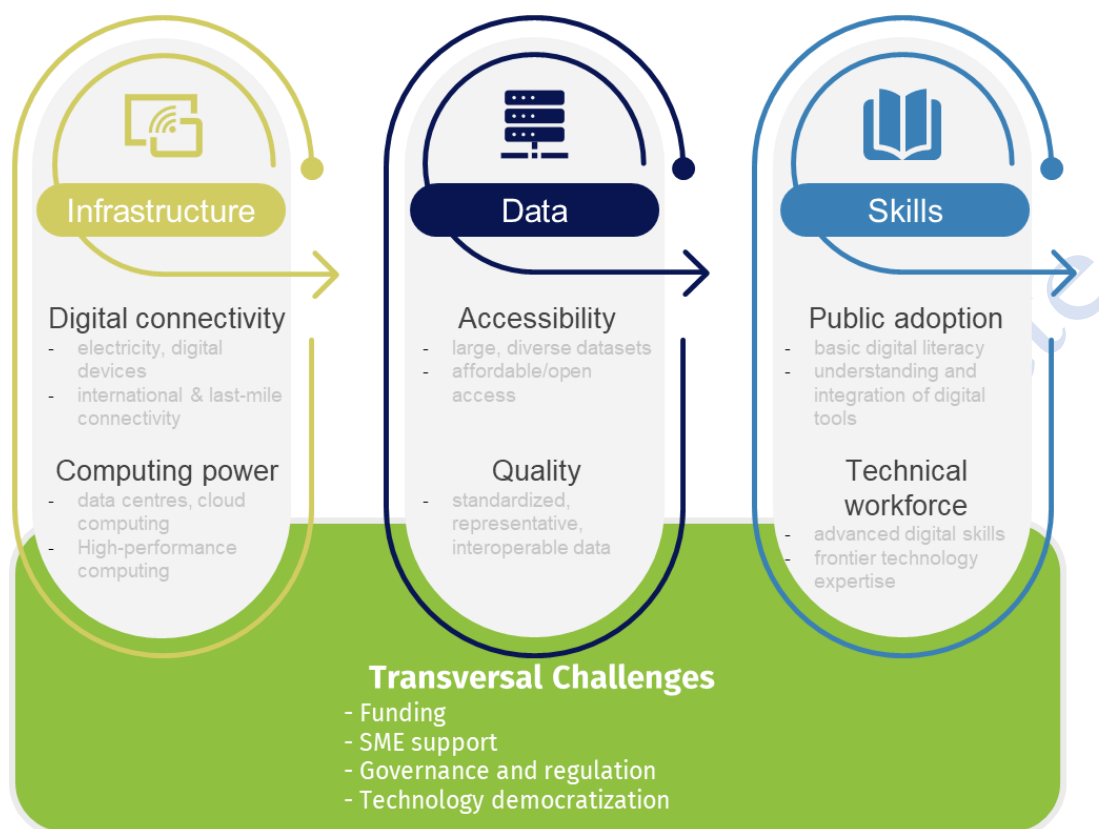 Infrastructure
Digital connectivity
- electricity, digital
devices
- international & last-mile
connectivity
Computing power
- data centres, cloud
computing
- High-performance
computing
Data
Accessibility
- large, diverse datasets
- affordable/open
access
Quality
- standardized,
representative,
interoperable data
Skills
Public adoption
- basic digital literacy
- understanding and
integration of digital
tools
Technical
workforce
- advanced digital skills
- frontier technology
expertise
Transversal Challenges
- Funding
- SME support
- Governance and regulation
- Technology democratization